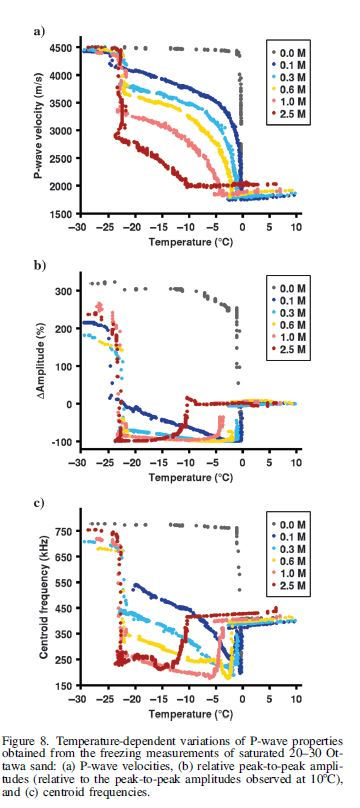 a)
4500
4000
3500
3000
2500
2000
1500
P-wave velocity (m/s)
0.0 M
0.1 M
0.3 M
0.6 M
1.0 M
2.5 M
−30 −25 −20 −15 −10 −5 0 5 10
Temperature (°C)
b)
300
200
100
0
-100
ΔAmplitude (%)
0.0 M
0.1 M
0.3 M
0.6 M
1.0 M
2.5 M
−30 −25 −20 −15 −10 −5 0 5 10
Temperature (°C)
c)
750
650
550
450
350
250
150
Centroid frequency (kHz)
0.0 M
0.1 M
0.3 M
0.6 M
1.0 M
2.5 M
−30 −25 −20 −15 −10 −5 0 5 10
Temperature (°C)
Figure 8. Temperature-dependent variations of P-wave properties
obtained from the freezing measurements of saturated 20–30 Ot-
tawa sand: (a) P-wave velocities, (b) relative peak-to-peak ampli-
tudes (relative to the peak-to-peak amplitudes observed at 10°C),
and (c) centroid frequencies.